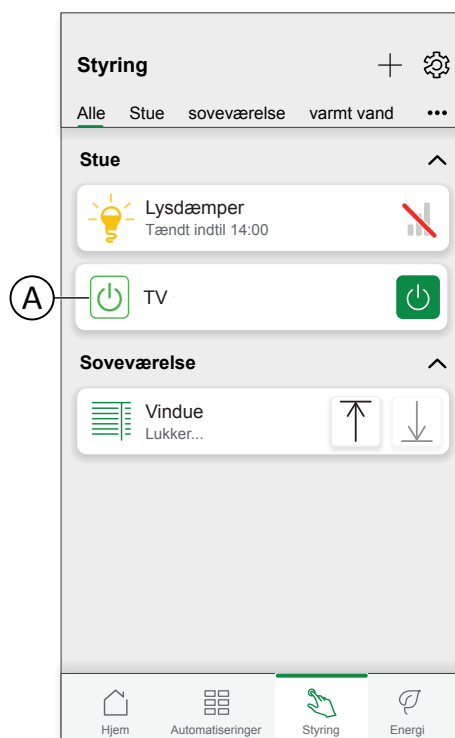 Styring
Alle Stue soveværelse varmt vand
Stue
Lysdæmper
Tændt indtil 14:00
A
TV
Soveværelse
Vindue
Lukker...
Hjem Automatiseringer Styring Energi